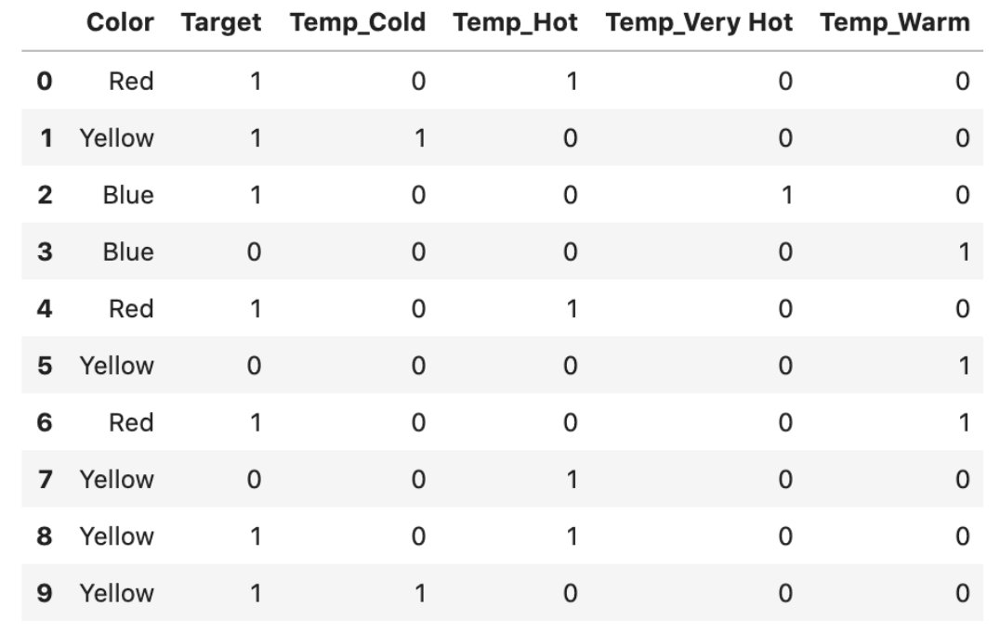 Color Target Temp_Cold Temp_Hot Temp_Very Hot Temp_Warm
0 Red 1 0 1 0 0
1 Yellow 1 1 0 0 0
2 Blue 1 0 0 1 0
3 Blue 0 0 0 0 1
4 Red 1 0 1 0 0
5 Yellow 0 0 0 0 1
6 Red 1 0 0 0 1
7 Yellow 0 0 1 0 0
8 Yellow 1 0 1 0 0
9 Yellow 1 1 0 0 0